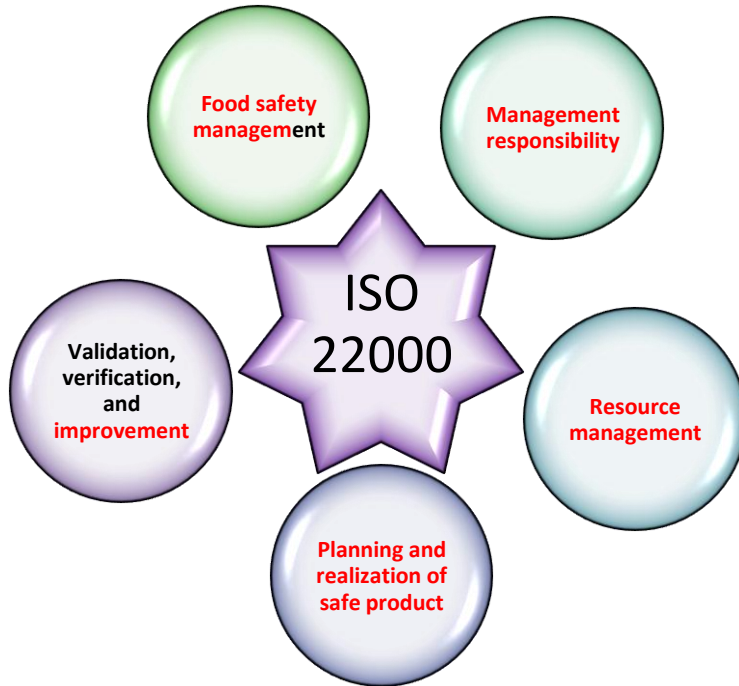 Food safety
management
Management
responsibility
ISO
22000
Validation,
verification,
and
improvement
Resource
management
Planning and
realization of
safe product